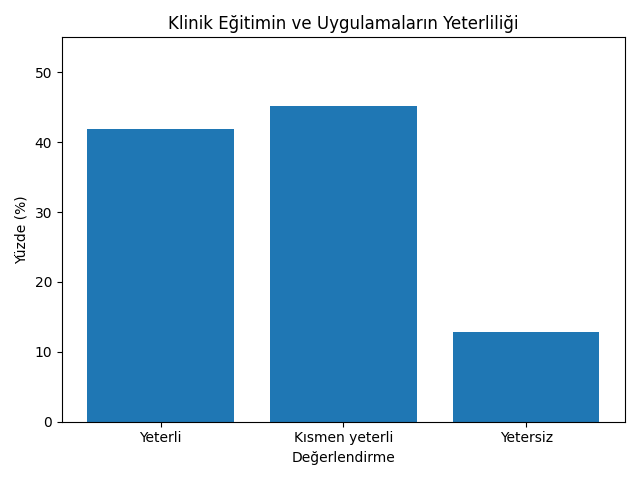 Klinik Eğitimin ve Uygulamaların Yeterliliği
50
40
30
20
10
0
Yüzde (%)
Yeterli
Kısmen yeterli
Yetersiz
Değerlendirme